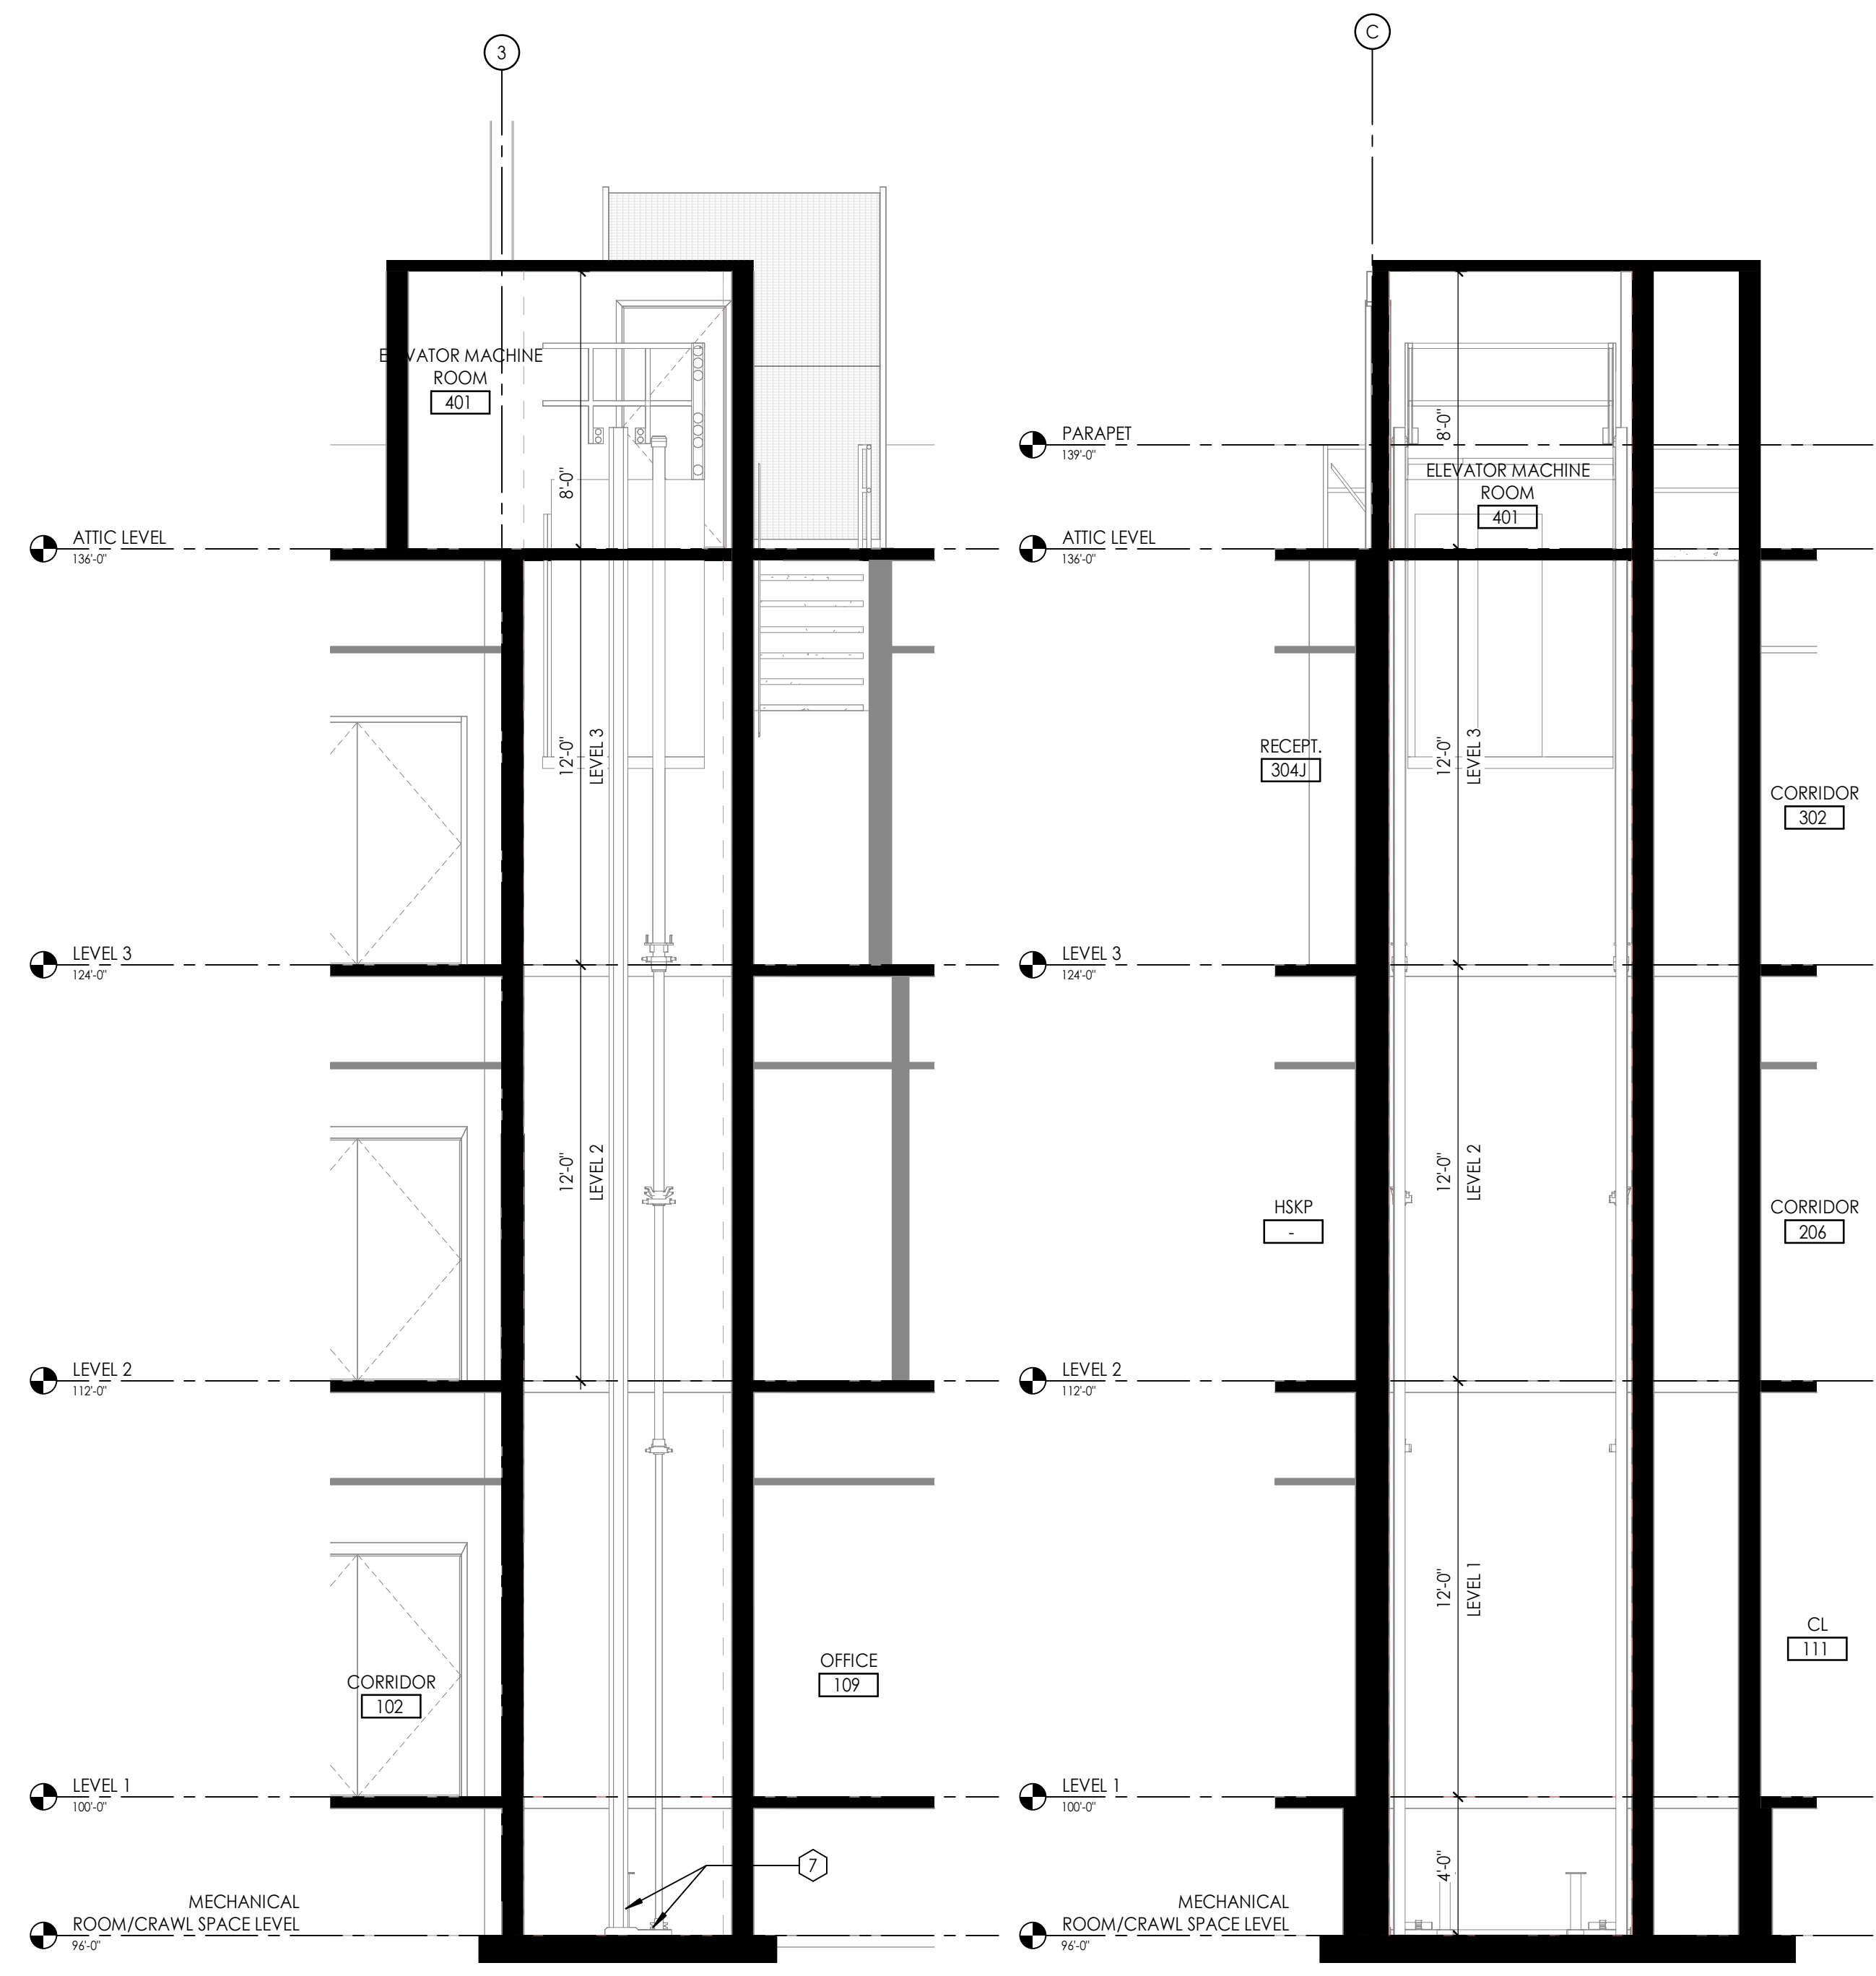 3
ELEVATOR MACHINE
ROOM
401
8'-0"
ATTIC LEVEL
136'-0"
12'-0"
LEVEL 3
LEVEL 3
124'-0"
12'-0"
LEVEL 2
LEVEL 2
112'-0"
CORRIDOR
102
OFFICE
109
LEVEL 1
100'-0"
7
MECHANICAL
ROOM/CRAWL SPACE LEVEL
96'-0"
C
PARAPET
139'-0"
8'-0"
ELEVATOR MACHINE
ROOM
401
ATTIC LEVEL
136'-0"
RECEPT.
304J
12'-0"
LEVEL 3
CORRIDOR
302
LEVEL 3
124'-0"
HSKP
-
12'-0"
LEVEL 2
CORRIDOR
206
LEVEL 2
112'-0"
12'-0"
LEVEL 1
CL
111
LEVEL 1
100'-0"
4'-0"
MECHANICAL
ROOM/CRAWL SPACE LEVEL
96'-0"